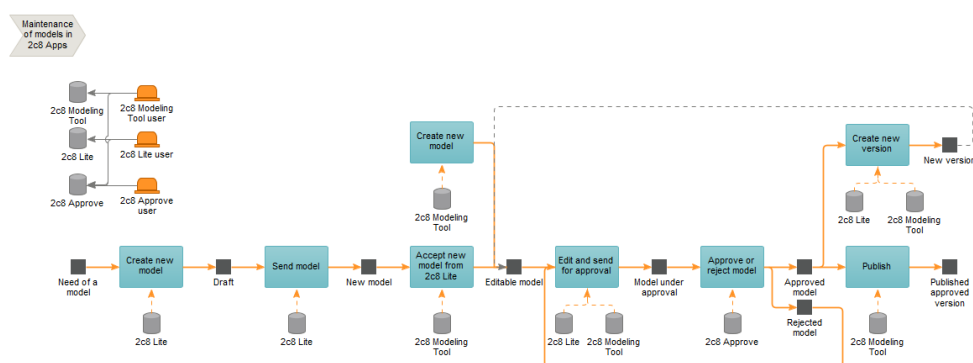 Maintenance
of models in
2c8 Apps
2c8 Modeling
Tool
2c8 Modeling
Tool user
2c8 Lite
2c8 Lite user
2c8 Approve
2c8 Approve
user
Create new
model
2c8 Modeling
Tool
Create new
version
New version
2c8 Lite
2c8 Modeling
Tool
Need of a model
Create new
model
2c8 Lite
Draft
Send model
2c8 Lite
New model
Accept new
model from
2c8 Lite
2c8 Modeling
Tool
Editable model
Edit and send
for approval
2c8 Lite
2c8 Modeling
Tool
Model under
approval
Approve or
reject model
2c8 Approve
Approved
model
Rejected
model
Publish
2c8 Modeling
Tool
Published
approved
version